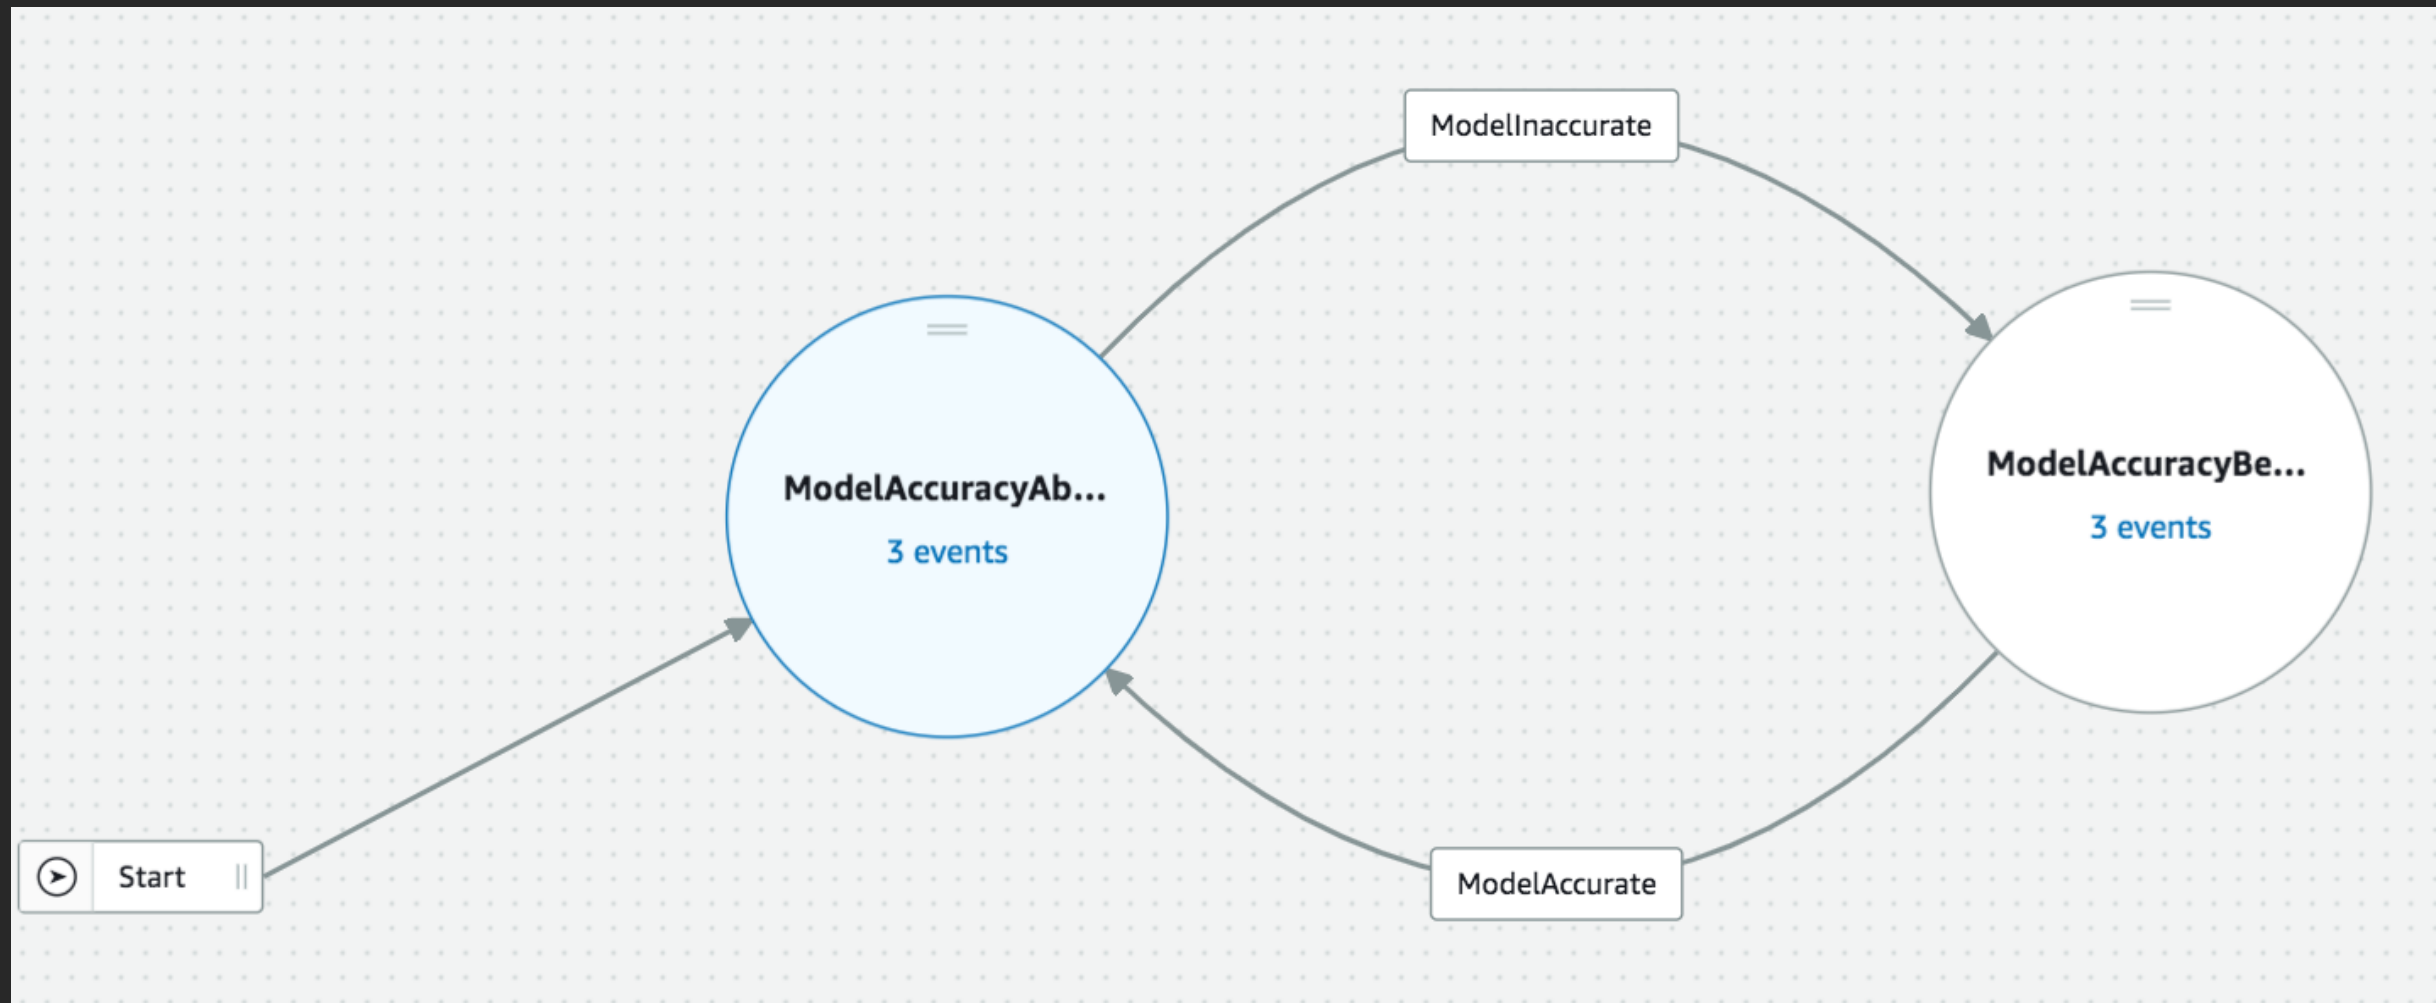 ModelInaccurate
ModelAccuracyAb...
3 events
ModelAccuracyBe...
3 events
Start
ModelAccurate